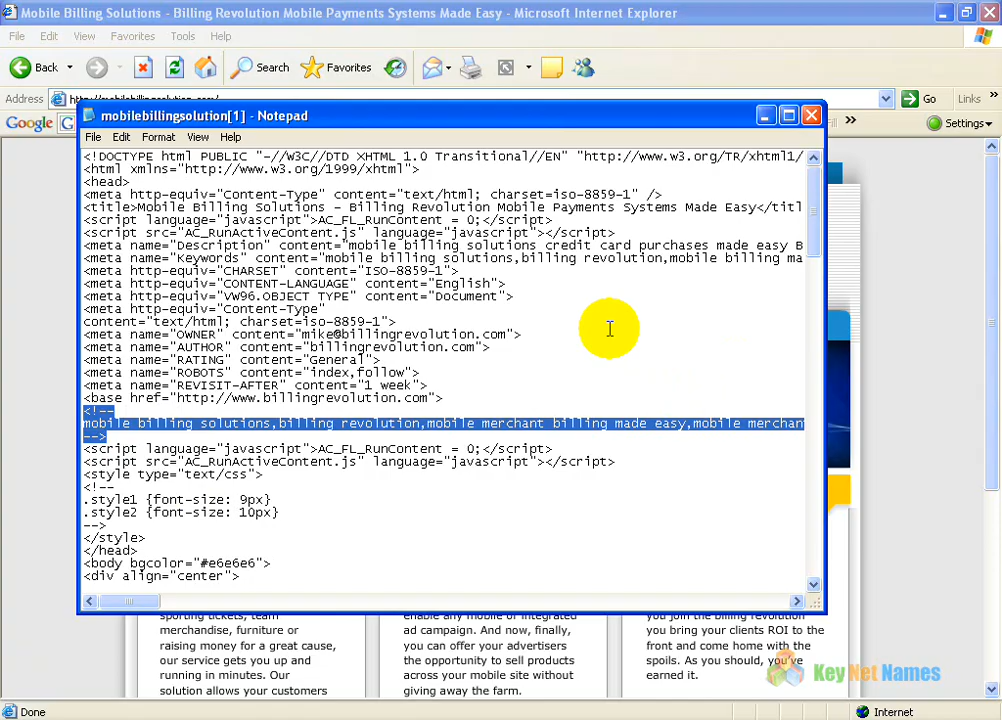 Mobile Billing Solutions - Billing Revolution Mobile Payments Systems Made Easy - Microsoft Internet Explorer
File Edit View Favorites Tools Help
Back Search Favorites
Address http://mobilebillingsolution.com/ Go Links »
Google Settings
mobilebillingsolution[1] - Notepad
File Edit Format View Help
<!DOCTYPE html PUBLIC "-//W3C//DTD XHTML 1.0 Transitional//EN" "http://www.w3.org/TR/xhtml1/
<html xmlns="http://www.w3.org/1999/xhtml">
<head>
<meta http-equiv="Content-Type" content="text/html; charset=iso-8859-1" />
<title>Mobile Billing Solutions - Billing Revolution Mobile Payments Systems Made Easy</titl
<script language="javascript">AC_FL_RunContent = 0;</script>
<script src="AC_RunActiveContent.js" language="javascript"></script>
<meta name="Description" content="mobile billing solutions credit card purchases made easy B
<meta name="Keywords" content="mobile billing solutions,billing revolution,mobile billing ma
<meta http-equiv="CHARSET" content="ISO-8859-1">
<meta http-equiv="CONTENT-LANGUAGE" content="English">
<meta http-equiv="VW96.OBJECT TYPE" content="Document">
<meta http-equiv="Content-Type"
content="text/html; charset=iso-8859-1">
<meta name="OWNER" content="mike@billingrevolution.com">
<meta name="AUTHOR" content="billingrevolution.com">
<meta name="RATING" content="General">
<meta name="ROBOTS" content="index,follow">
<meta name="REVISIT-AFTER" content="1 week">
<base href="http://www.billingrevolution.com">
<!--
mobile billing solutions,billing revolution,mobile merchant billing made easy,mobile merchant
-->
<script language="javascript">AC_FL_RunContent = 0;</script>
<script src="AC_RunActiveContent.js" language="javascript"></script>
<style type="text/css">
<!--
.style1 {font-size: 9px}
.style2 {font-size: 10px}
-->
</style>
</head>
<body bgcolor="#e6e6e6">
<div align="center">
sporting tickets, team
merchandise, furniture or
raising money for a great cause,
our service gets you up and
running in minutes. Our
solution allows your customers
enable any mobile or integrated
ad campaign. And now, finally,
you can offer your advertisers
the opportunity to sell products
across your mobile site without
giving away the farm.
you join the billing revolution
you bring your clients ROI to the
front and come home with the
spoils. As you should, you've
earned it.
Key Net Names
Done Internet